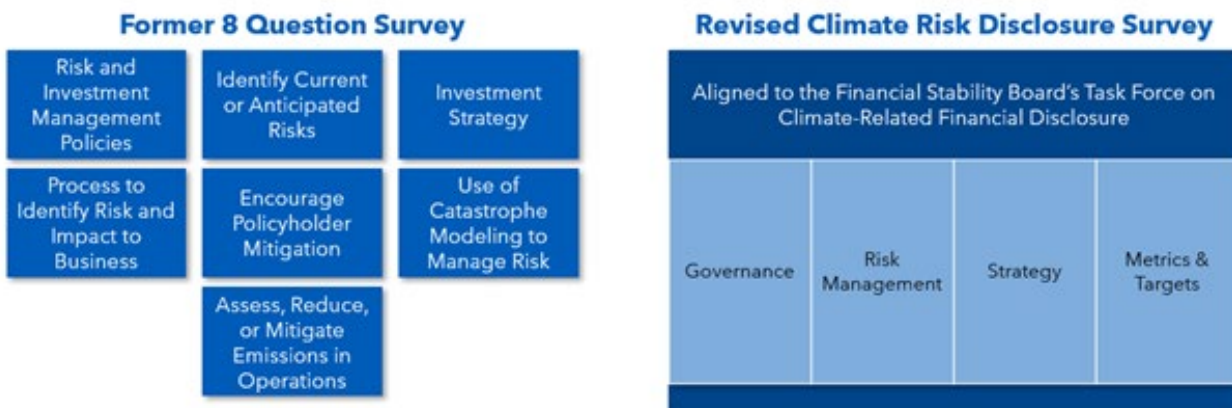 Former 8 Question Survey
Risk and
Investment
Management
Policies
Identify Current
or Anticipated
Risks
Investment
Strategy
Process to
Identify Risk and
Impact to
Business
Encourage
Policyholder
Mitigation
Use of
Catastrophe
Modeling to
Manage Risk
Assess, Reduce,
or Mitigate
Emissions in
Operations
Revised Climate Risk Disclosure Survey
Aligned to the Financial Stability Board's Task Force on
Climate-Related Financial Disclosure
Governance
Risk
Management
Strategy
Metrics &
Targets